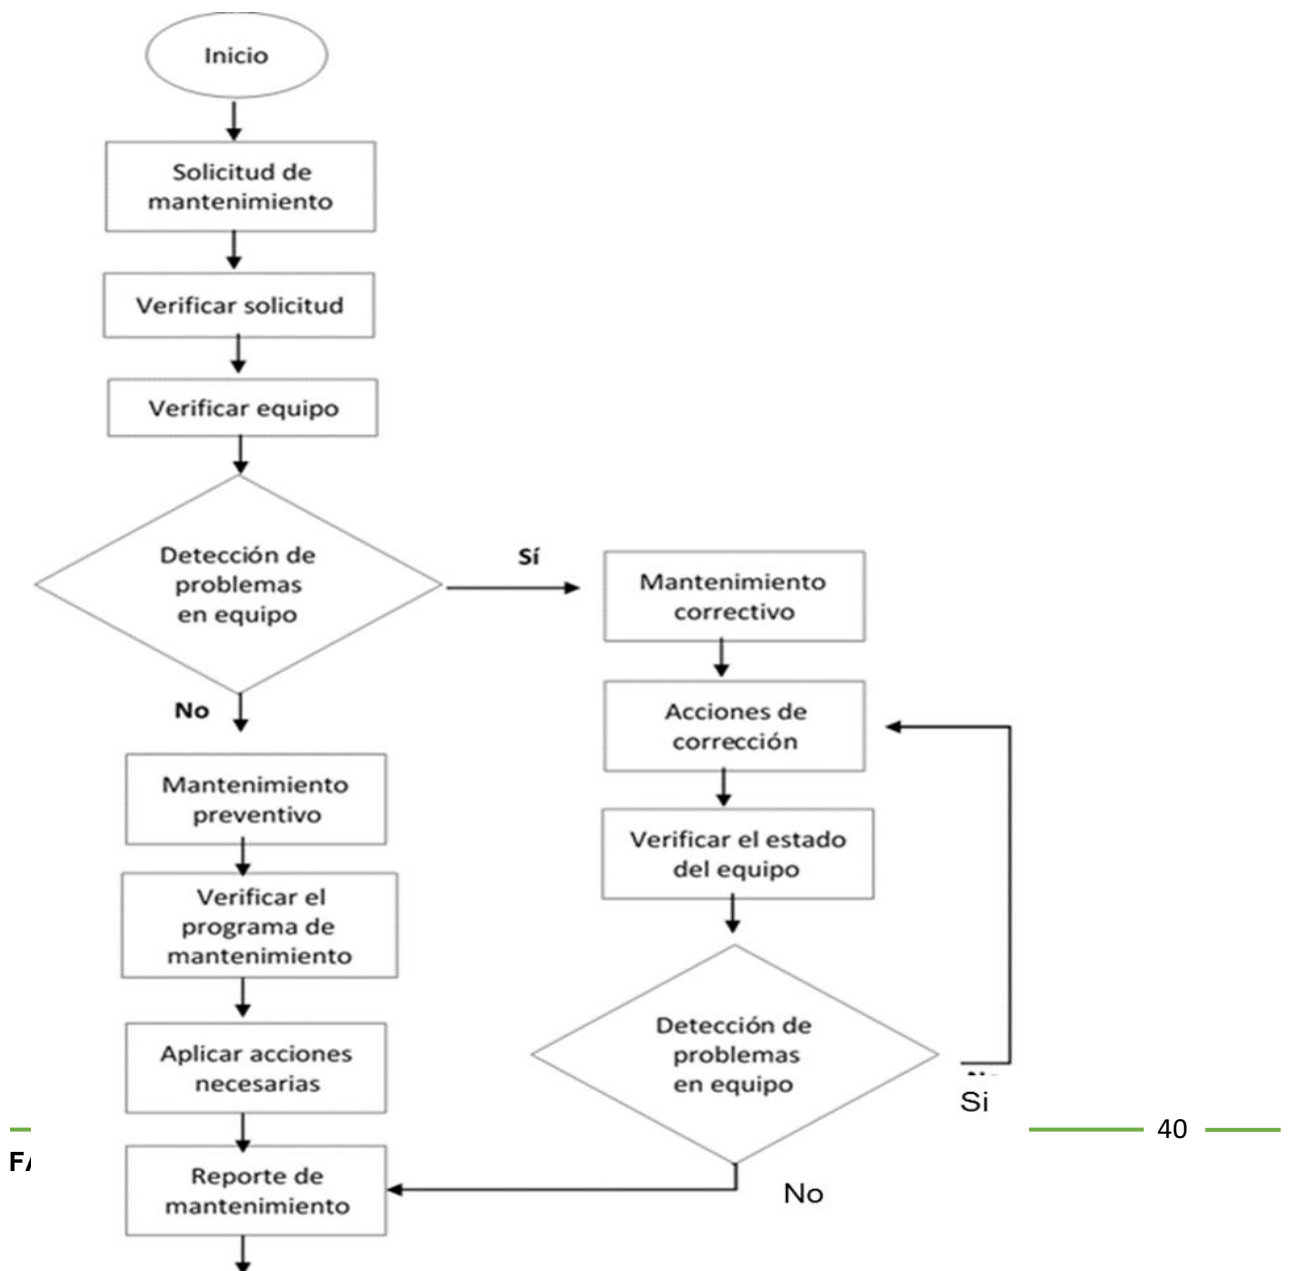 Inicio
Solicitud de
mantenimiento
Verificar solicitud
Verificar equipo
Detección de
problemas
en equipo
Sí
No
Mantenimiento
correctivo
Acciones de
corrección
Verificar el estado
del equipo
Detección de
problemas
en equipo
Si
No
Mantenimiento
preventivo
Verificar el
programa de
mantenimiento
Aplicar acciones
necesarias
Reporte de
mantenimiento
40